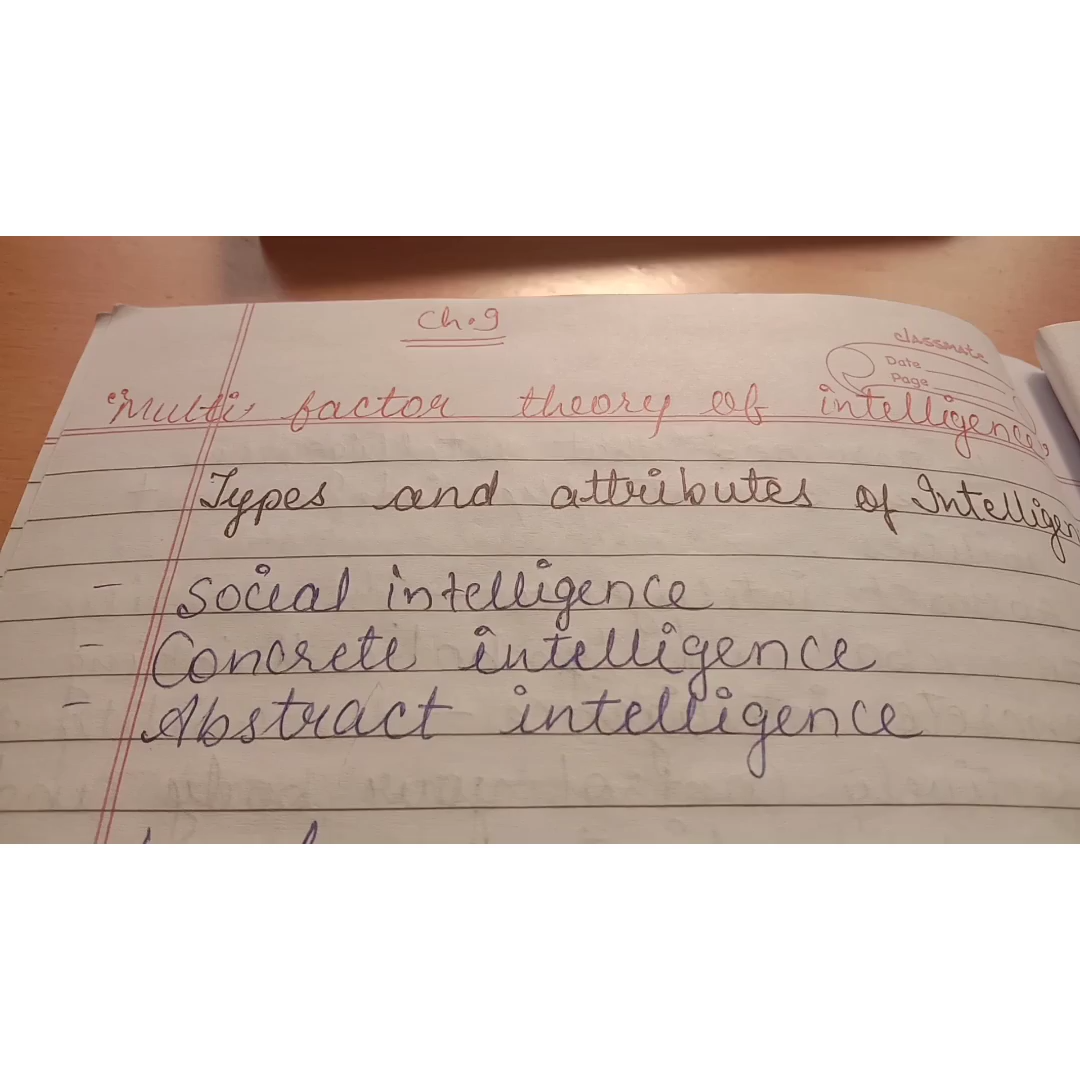 Ch.9
classmate
Date
Page
"Multi factor theory of intelligence"
Types and attributes of Intelligen
- Social intelligence
- Concrete intelligence
- Abstract intelligence